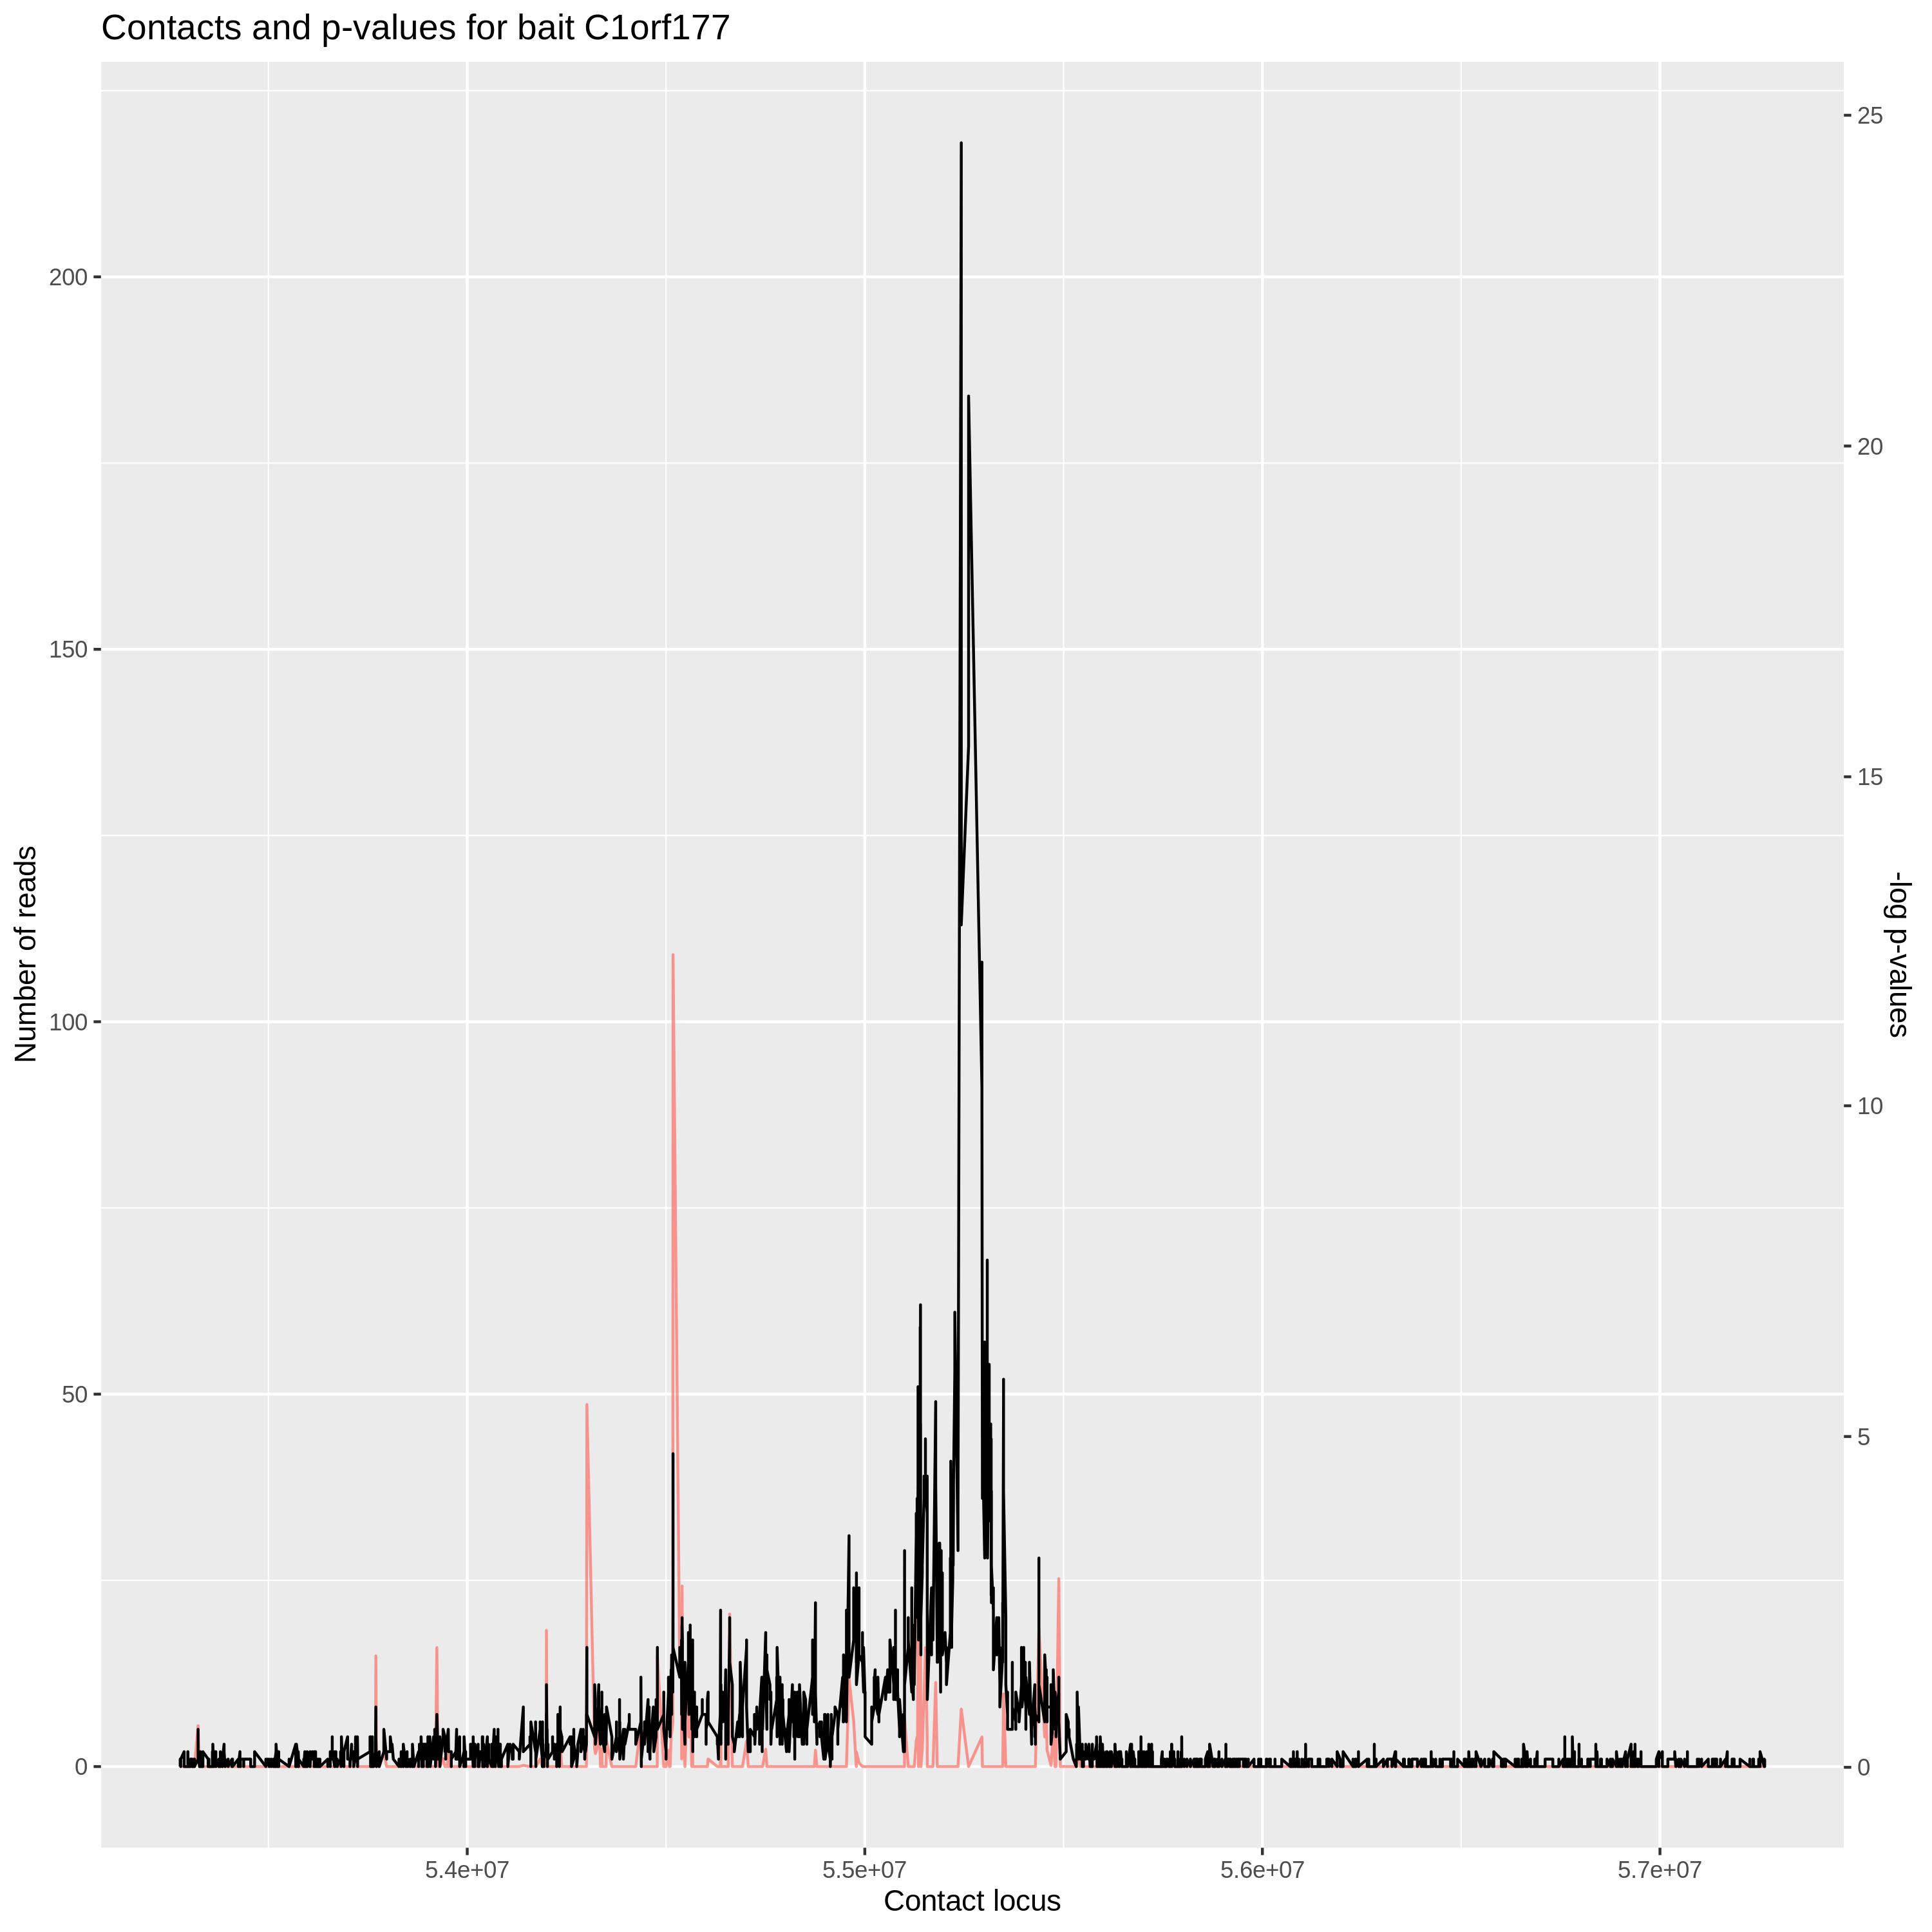 Contacts and p-values for bait C1orf177
Number of reads
200
150
100
50
0
25
20
15
10
5
0
-log p-values
5.4e+07 5.5e+07 5.6e+07 5.7e+07
Contact locus